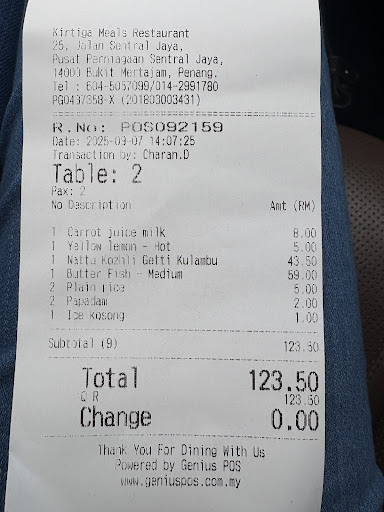 Kirtiga Meals Restaurant
25, Jalan Sentral Jaya,
Pusat Perniagaan Sentral Jaya,
14000 Bukit Mertajam, Penang.
Tel : 604-5057099/014-2991780
PG0437358-X (201803003431)
R.No: POS092159
Date: 2025-09-07 14:07:25
Transaction by: Charan.D
Table: 2
Pax: 2
No Description Amt (RM)
1 Carrot juice milk 8.00
1 Yellow lemon - Hot 5.00
1 Nattu Kozhli Getti Kulambu 43.50
1 Butter Fish - Medium 59.00
2 Plain rice 5.00
2 Papadam 2.00
1 Ice kosong 1.00
Subtotal (9) 123.50
Total 123.50
Q R 123.50
Change 0.00
Thank You For Dining With Us
Powered by Genius POS
www.geniuspos.com.my